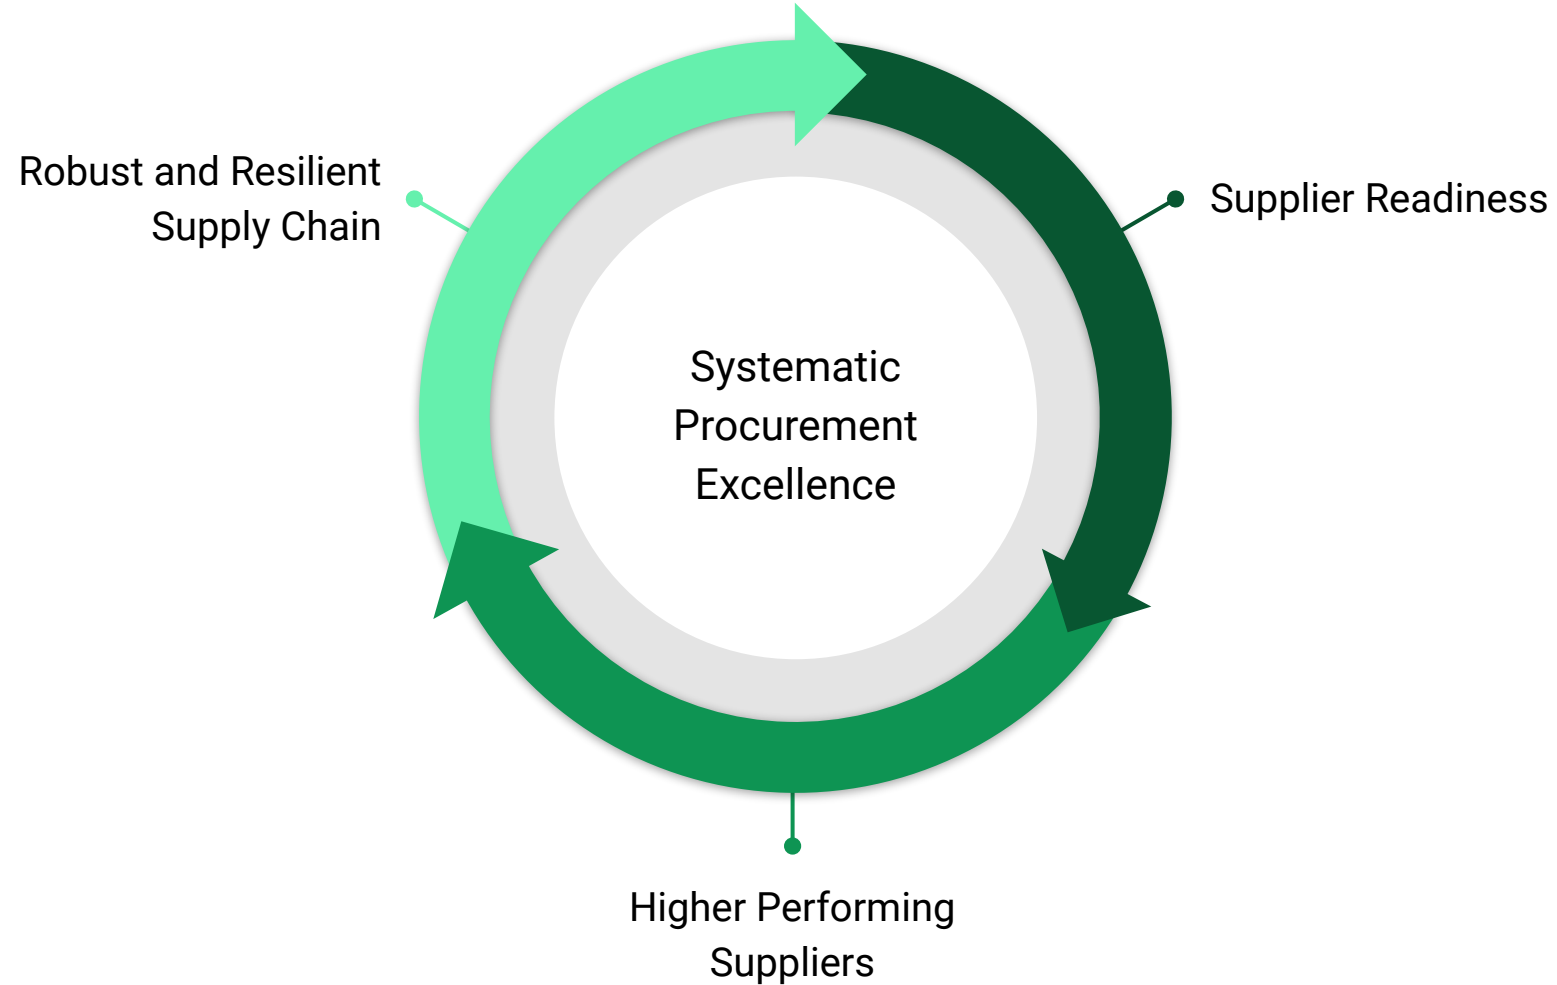 Robust and Resilient
Supply Chain
Supplier Readiness
Systematic
Procurement
Excellence
Higher Performing
Suppliers